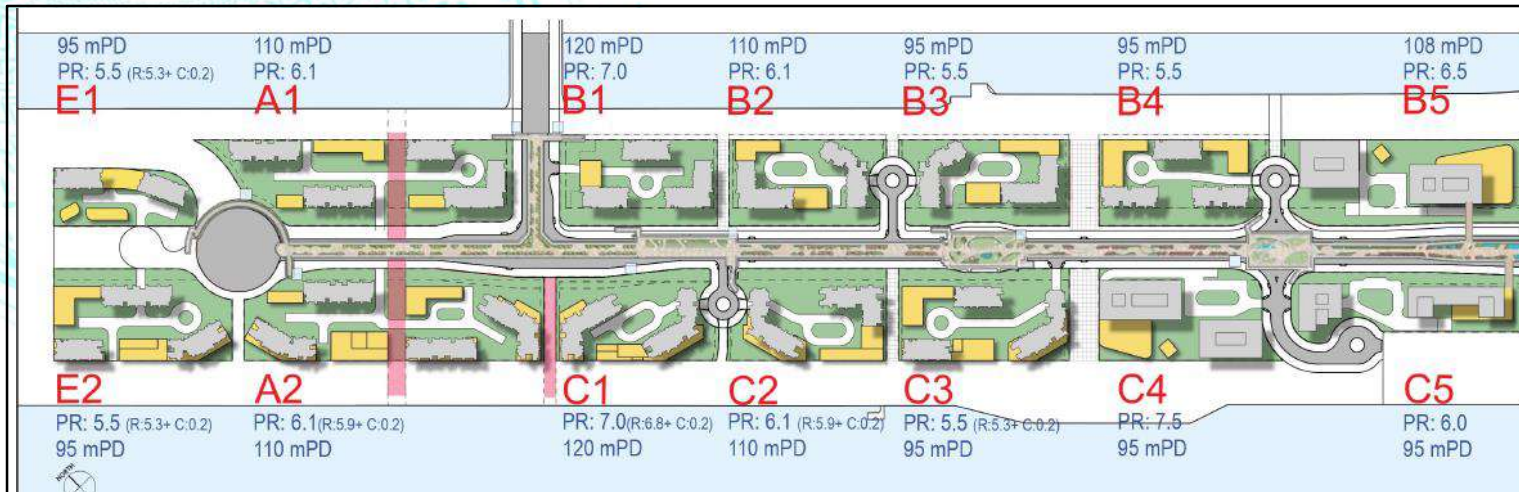 95 mPD
PR: 5.5 (R:5.3+ C:0.2)
E1
110 mPD
PR: 6.1
A1
120 mPD
PR: 7.0
B1
110 mPD
PR: 6.1
B2
95 mPD
PR: 5.5
B3
95 mPD
PR: 5.5
B4
108 mPD
PR: 6.5
B5
E2
PR: 5.5 (R:5.3+ C:0.2)
95 mPD
A2
PR: 6.1(R:5.9+ C:0.2)
110 mPD
C1
PR: 7.0(R:6.8+ C:0.2)
120 mPD
C2
PR: 6.1 (R:5.9+ C:0.2)
110 mPD
C3
PR: 5.5 (R:5.3+ C:0.2)
95 mPD
C4
PR: 7.5
95 mPD
C5
PR: 6.0
95 mPD
NORTH